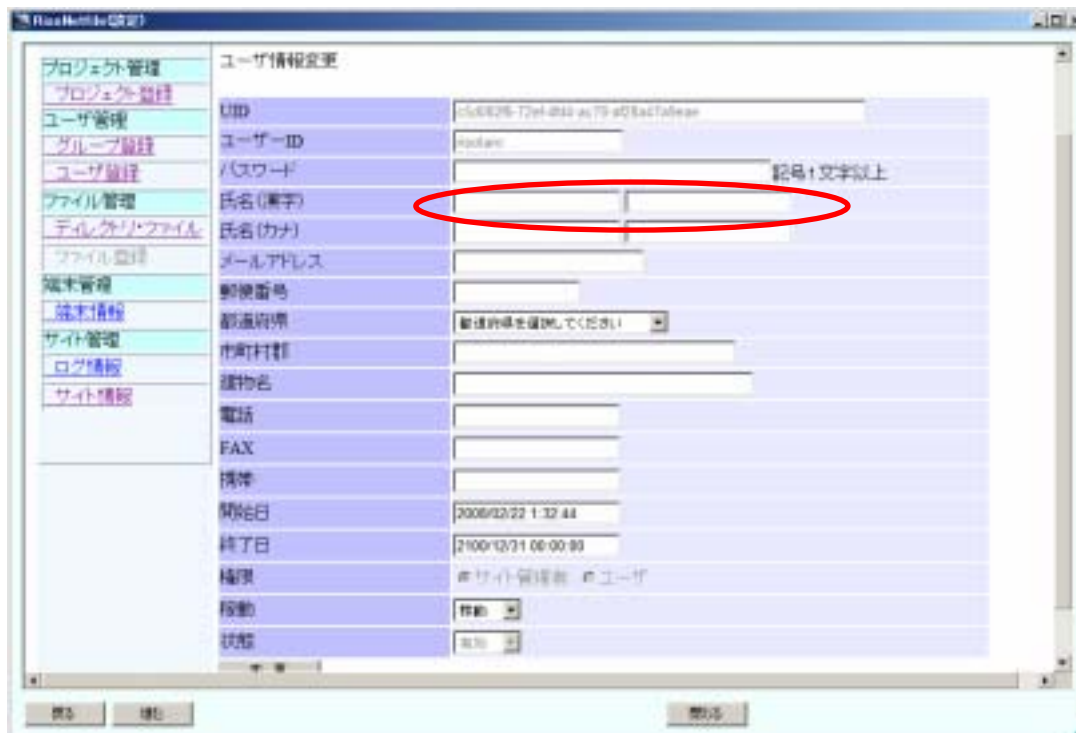 ユーザ情報変更
プロジェクト管理
プロジェクト登録
ユーザ管理
グループ登録
ユーザ登録
ファイル管理
ディレクトリ・ファイル
ファイル登録
端末管理
端末情報
サイト管理
ログ情報
サイト情報
UID
ユーザーID
パスワード 記号1文字以上
氏名(漢字)
氏名(カナ)
メールアドレス
郵便番号
都道府県 都道府県を選択してください
市町村郡
建物名
電話
FAX
携帯
開始日 2008/02/22 1:32:44
終了日 2100/12/31 00:00:00
権限 サイト管理者 ユーザ
稼動 稼動
状態 有効
変更
戻る 進む 閉じる